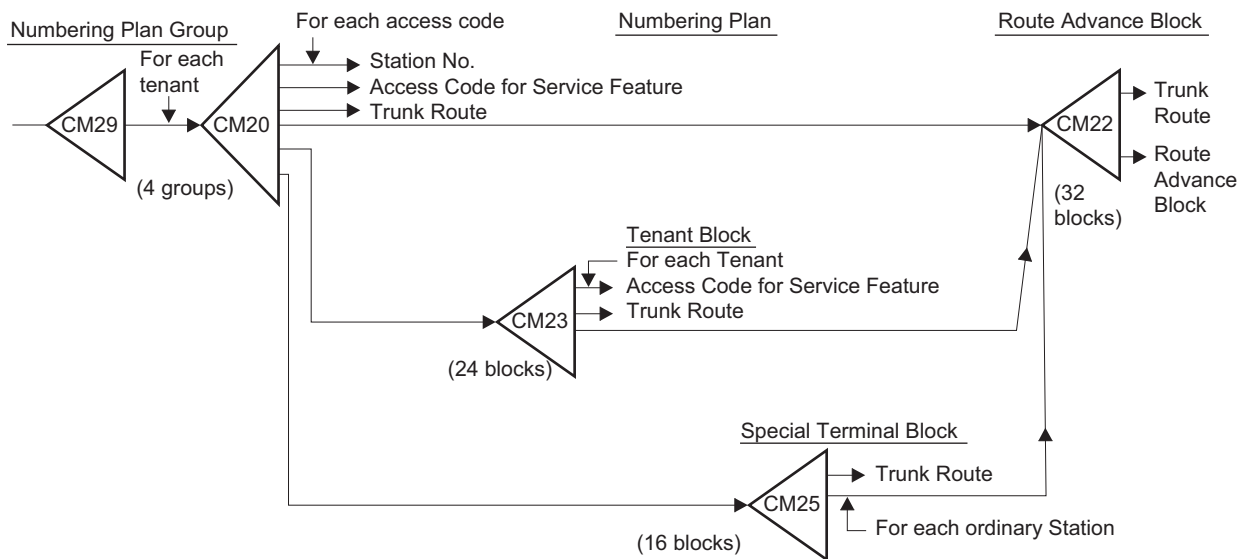 Numbering Plan Group
For each access code
Numbering Plan
Route Advance Block
For each
tenant
Station No.
Access Code for Service Feature
Trunk Route
CM29
CM20
(4 groups)
CM22
Trunk
Route
Route
Advance
Block
(32
blocks)
Tenant Block
For each Tenant
Access Code for Service Feature
Trunk Route
CM23
(24 blocks)
Special Terminal Block
Trunk Route
CM25
For each ordinary Station
(16 blocks)